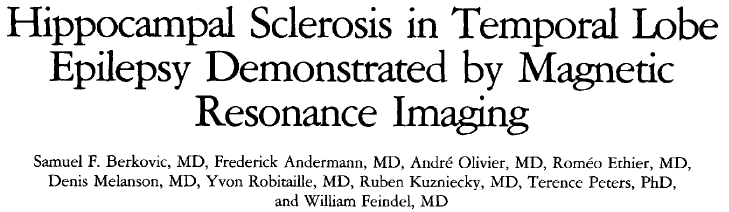 Hippocampal Sclerosis in Temporal Lobe
Epilepsy Demonstrated by Magnetic
Resonance Imaging
Samuel F. Berkovic, MD, Frederick Andermann, MD, André Olivier, MD, Roméo Ethier, MD,
Denis Melanson, MD, Yvon Robitaille, MD, Ruben Kuzniecky, MD, Terence Peters, PhD,
and William Feindel, MD